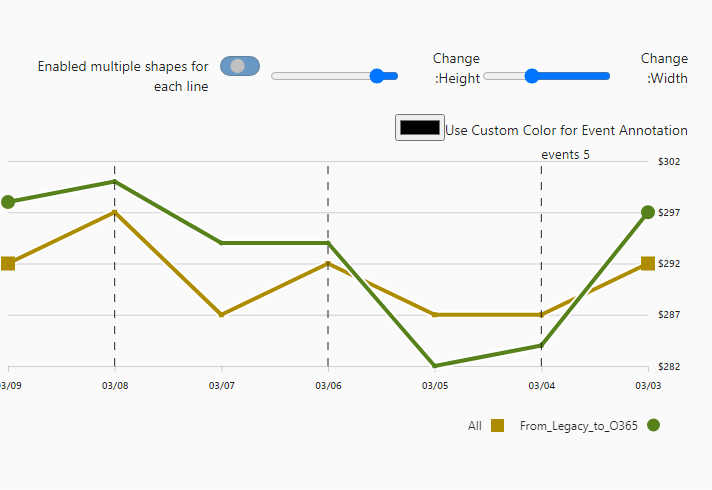 Change
:Width
Change
:Height
Enabled multiple shapes for
each line
Use Custom Color for Event Annotation
events 5
$302
$297
$292
$287
$282
03/03
03/04
03/05
03/06
03/07
03/08
03/09
From_Legacy_to_O365
All